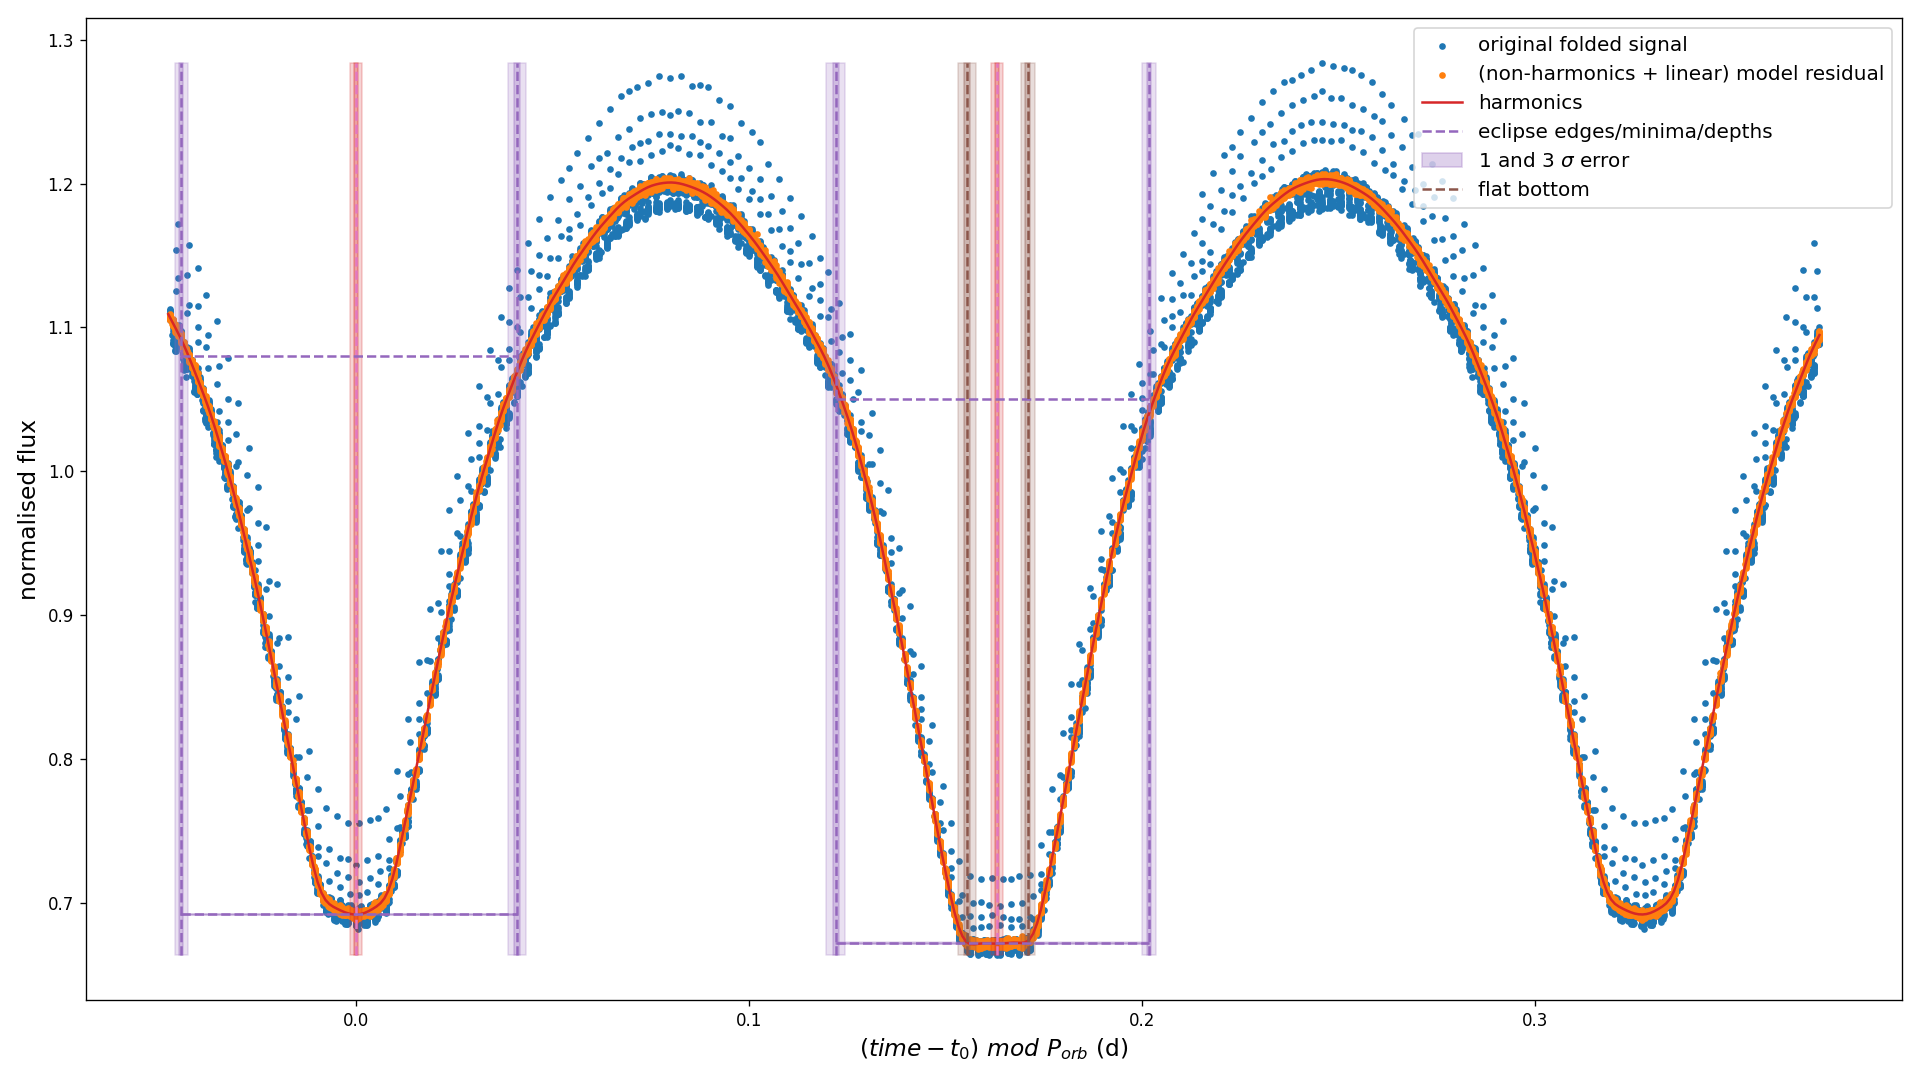 1.3
1.2
1.1
1.0
0.9
0.8
0.7
normalised flux
original folded signal
(non-harmonics + linear) model residual
harmonics
eclipse edges/minima/depths
1 and 3 σ error
flat bottom
0.0 0.1 0.2 0.3
(time − t₀) mod Pₒᵣb (d)